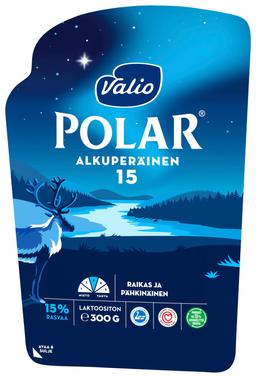 Valio
POLAR®
ALKUPERÄINEN
15
MIETO VAHVA
RAIKAS JA
PÄHKINÄINEN
15%
RASVAA
LAKTOOSITON
℮ 300 G
AVAA &
SULJE